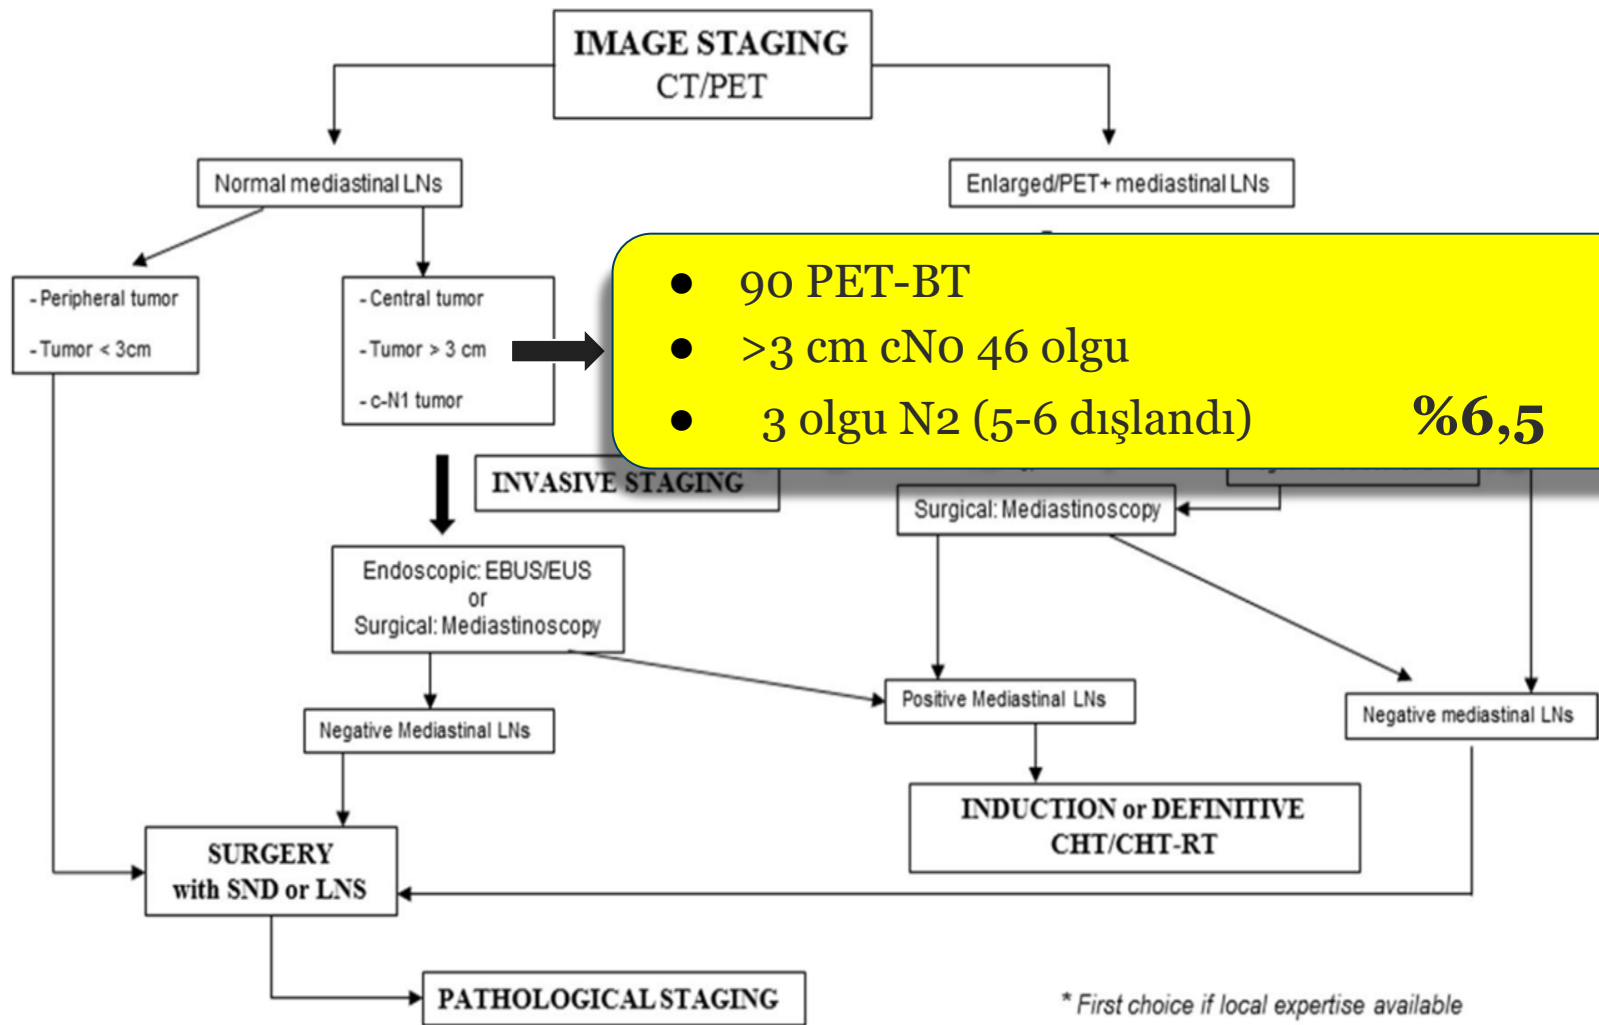 IMAGE STAGING
CT/PET
Normal mediastinal LNs
Enlarged/PET+ mediastinal LNs
- Peripheral tumor
- Tumor < 3cm
- Central tumor
- Tumor > 3 cm
- c-N1 tumor
● 90 PET-BT
● >3 cm cN0 46 olgu
● 3 olgu N2 (5-6 dışlandı) %6,5
INVASIVE STAGING
Surgical: Mediastinoscopy
Endoscopic: EBUS/EUS
or
Surgical: Mediastinoscopy
Positive Mediastinal LNs
Negative mediastinal LNs
Negative Mediastinal LNs
INDUCTION or DEFINITIVE
CHT/CHT-RT
SURGERY
with SND or LNS
PATHOLOGICAL STAGING
* First choice if local expertise available